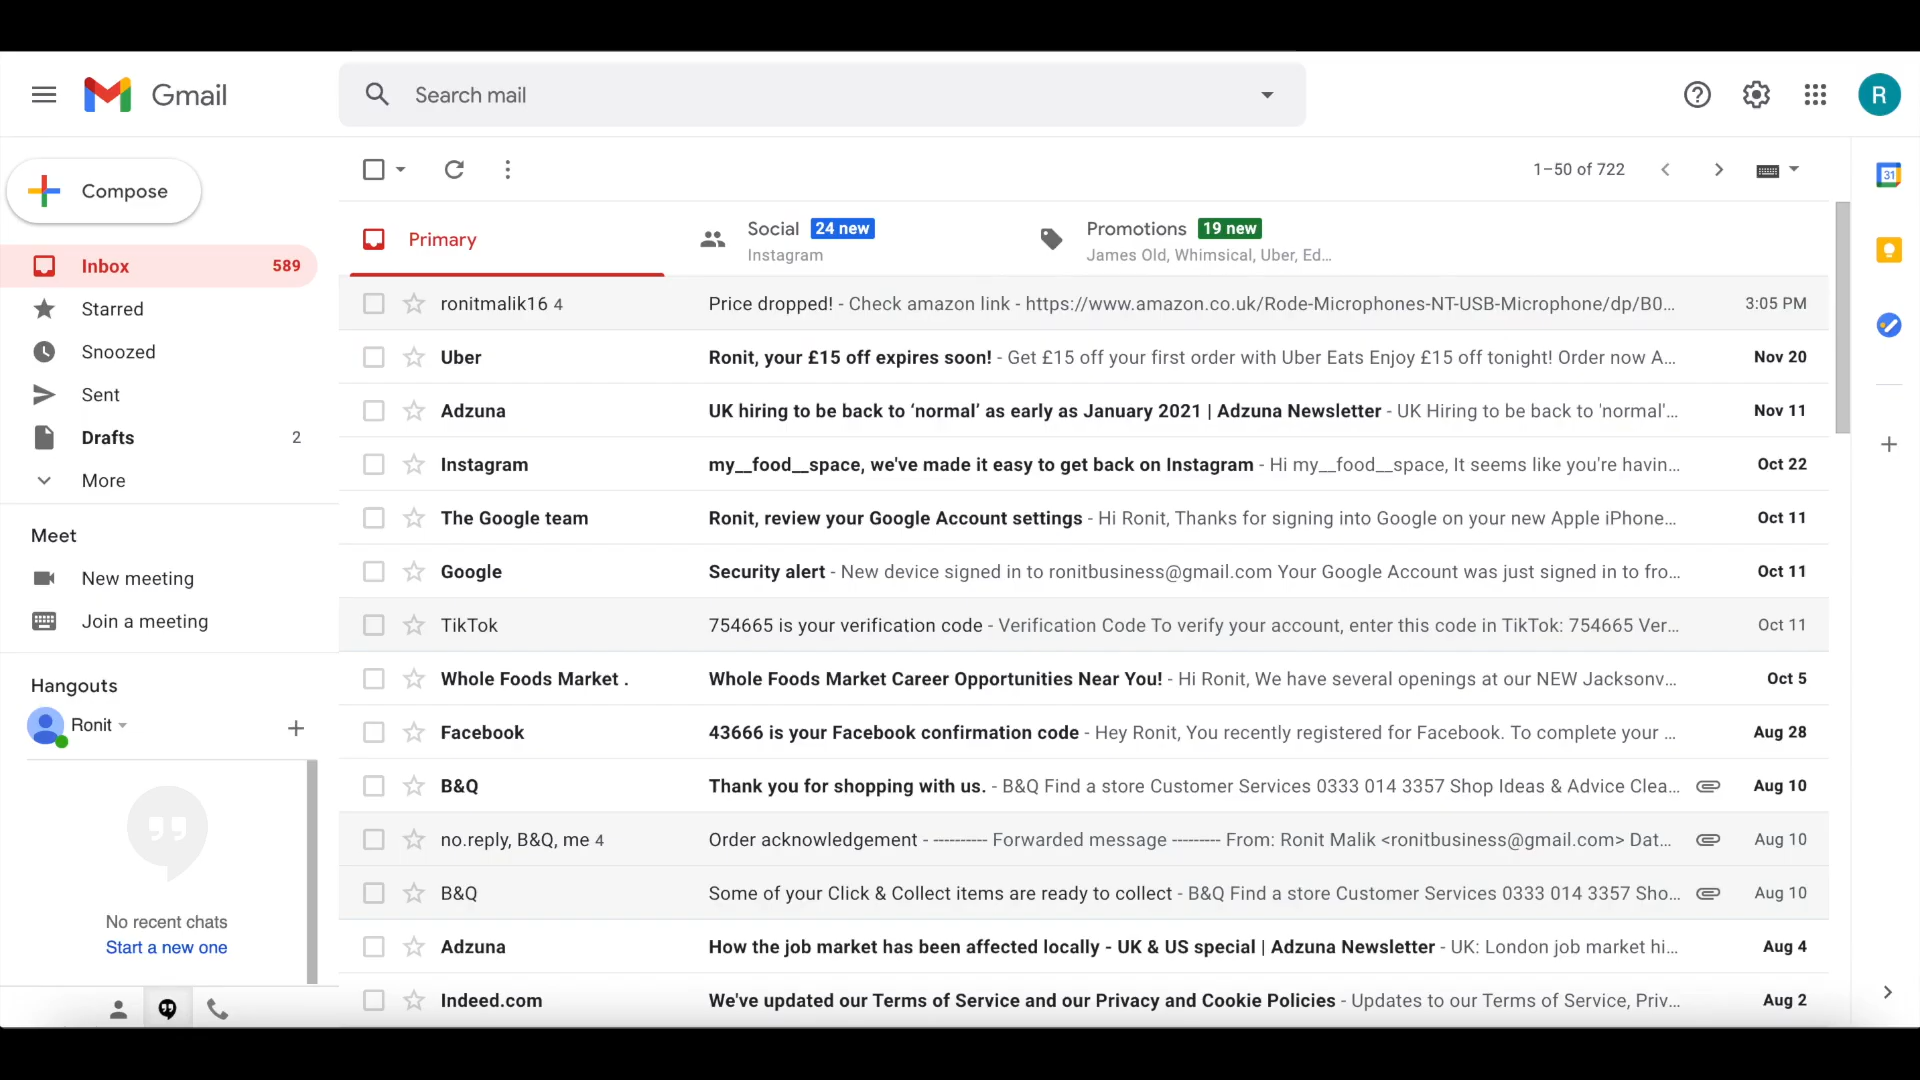 Gmail
Search mail
R
Compose
1–50 of 722
31
Primary
Social 24 new
Instagram
Promotions 19 new
James Old, Whimsical, Uber, Ed...
Inbox 589
Starred
Snoozed
Sent
Drafts 2
More
Meet
New meeting
Join a meeting
Hangouts
Ronit
No recent chats
Start a new one
ronitmalik16 4 Price dropped! - Check amazon link - https://www.amazon.co.uk/Rode-Microphones-NT-USB-Microphone/dp/B0... 3:05 PM
Uber Ronit, your £15 off expires soon! - Get £15 off your first order with Uber Eats Enjoy £15 off tonight! Order now A... Nov 20
Adzuna UK hiring to be back to ‘normal’ as early as January 2021 | Adzuna Newsletter - UK Hiring to be back to 'normal'... Nov 11
Instagram my__food__space, we've made it easy to get back on Instagram - Hi my__food__space, It seems like you're havin... Oct 22
The Google team Ronit, review your Google Account settings - Hi Ronit, Thanks for signing into Google on your new Apple iPhone... Oct 11
Google Security alert - New device signed in to ronitbusiness@gmail.com Your Google Account was just signed in to fro... Oct 11
TikTok 754665 is your verification code - Verification Code To verify your account, enter this code in TikTok: 754665 Ver... Oct 11
Whole Foods Market . Whole Foods Market Career Opportunities Near You! - Hi Ronit, We have several openings at our NEW Jacksonv... Oct 5
Facebook 43666 is your Facebook confirmation code - Hey Ronit, You recently registered for Facebook. To complete your ... Aug 28
B&Q Thank you for shopping with us. - B&Q Find a store Customer Services 0333 014 3357 Shop Ideas & Advice Clea... Aug 10
no.reply, B&Q, me 4 Order acknowledgement - ---------- Forwarded message --------- From: Ronit Malik <ronitbusiness@gmail.com> Dat... Aug 10
B&Q Some of your Click & Collect items are ready to collect - B&Q Find a store Customer Services 0333 014 3357 Sho... Aug 10
Adzuna How the job market has been affected locally - UK & US special | Adzuna Newsletter - UK: London job market hi... Aug 4
Indeed.com We've updated our Terms of Service and our Privacy and Cookie Policies - Updates to our Terms of Service, Priv... Aug 2